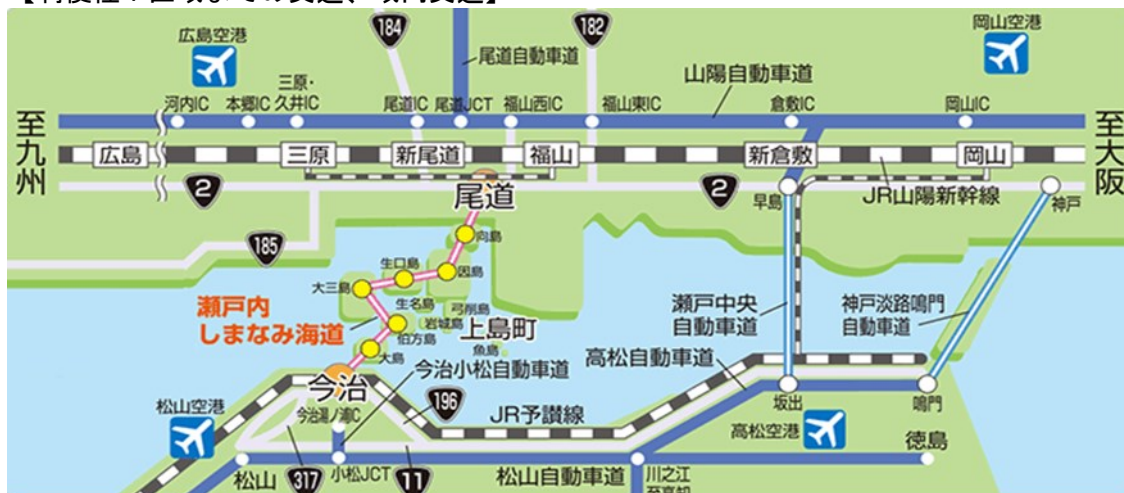 184
182
広島空港
岡山空港
尾道自動車道
山陽自動車道
三原・
久井IC
河内IC
本郷IC
尾道IC
尾道JCT
福山西IC
福山東IC
倉敷IC
岡山IC
至九州
至大阪
広島
三原
新尾道
福山
新倉敷
岡山
2
尾道
2
早島
JR山陽新幹線
神戸
185
向島
生口島
因島
大三島
生名島
弓削島
岩城島
上島町
伯方島
魚島
大島
瀬戸内
しまなみ海道
瀬戸中央
自動車道
神戸淡路鳴門
自動車道
高松自動車道
今治
今治小松自動車道
松山空港
今治湯ノ浦IC
196
JR予讃線
坂出
鳴門
高松空港
徳島
松山
317
小松JCT
11
松山自動車道
川之江
至高知